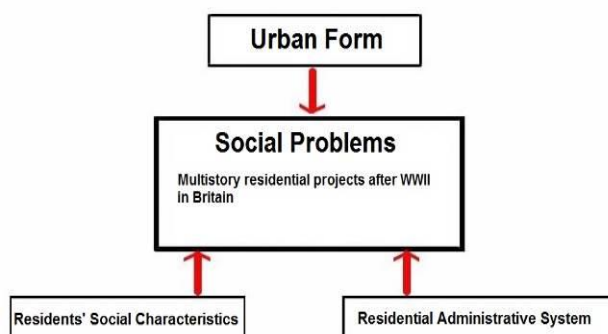 Urban Form
Social Problems
Multistory residential projects after WWII
in Britain
Residents' Social Characteristics
Residential Administrative System